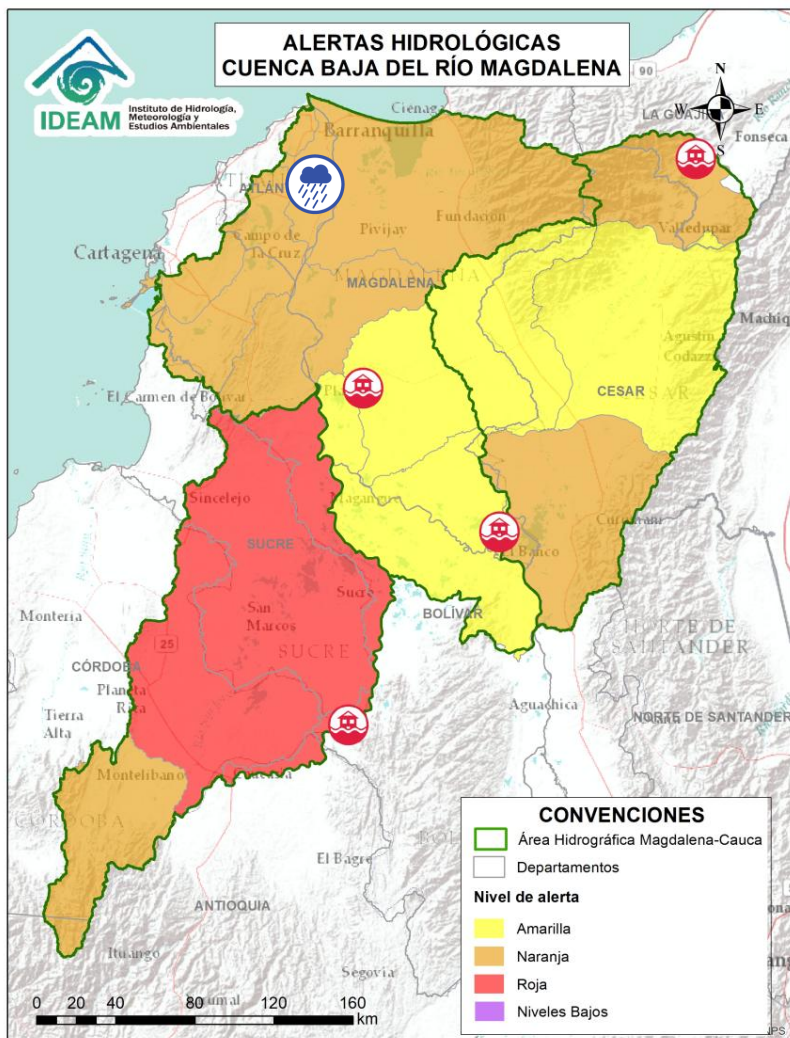 ALERTAS HIDROLÓGICAS
CUENCA BAJA DEL RÍO MAGDALENA
IDEAM
Instituto de Hidrología,
Meteorología y
Estudios Ambientales
N
W E
S
90
Ciénaga
LA GUAJIRA
Barranquilla
Fonseca
Fundación
Pivijay
Valledupar
Campo de
la Cruz
Cartagena
MAGDALENA
MAGDALENA
Machiq
Agustín
Codazzi
CESAR
El Carmen de Bolívar
Sincelejo
Magangué
Curumaní
El Banco
SUCRE
Sucre
BOLÍVAR
San
Marcos
Montería
SUCRE
NORTE DE
SANTANDER
25
CÓRDOBA
Planeta
Rica
Aguachica
NORTE DE SANTANDER
Tierra
Alta
Montelíbano
Caucasia
CÓRDOBA
El Bagre
ANTIOQUIA
Ituango
Segovia
CONVENCIONES
Área Hidrográfica Magdalena-Cauca
Departamentos
Nivel de alerta
Amarilla
Naranja
Roja
Niveles Bajos
0 20 40 80 120 160
km